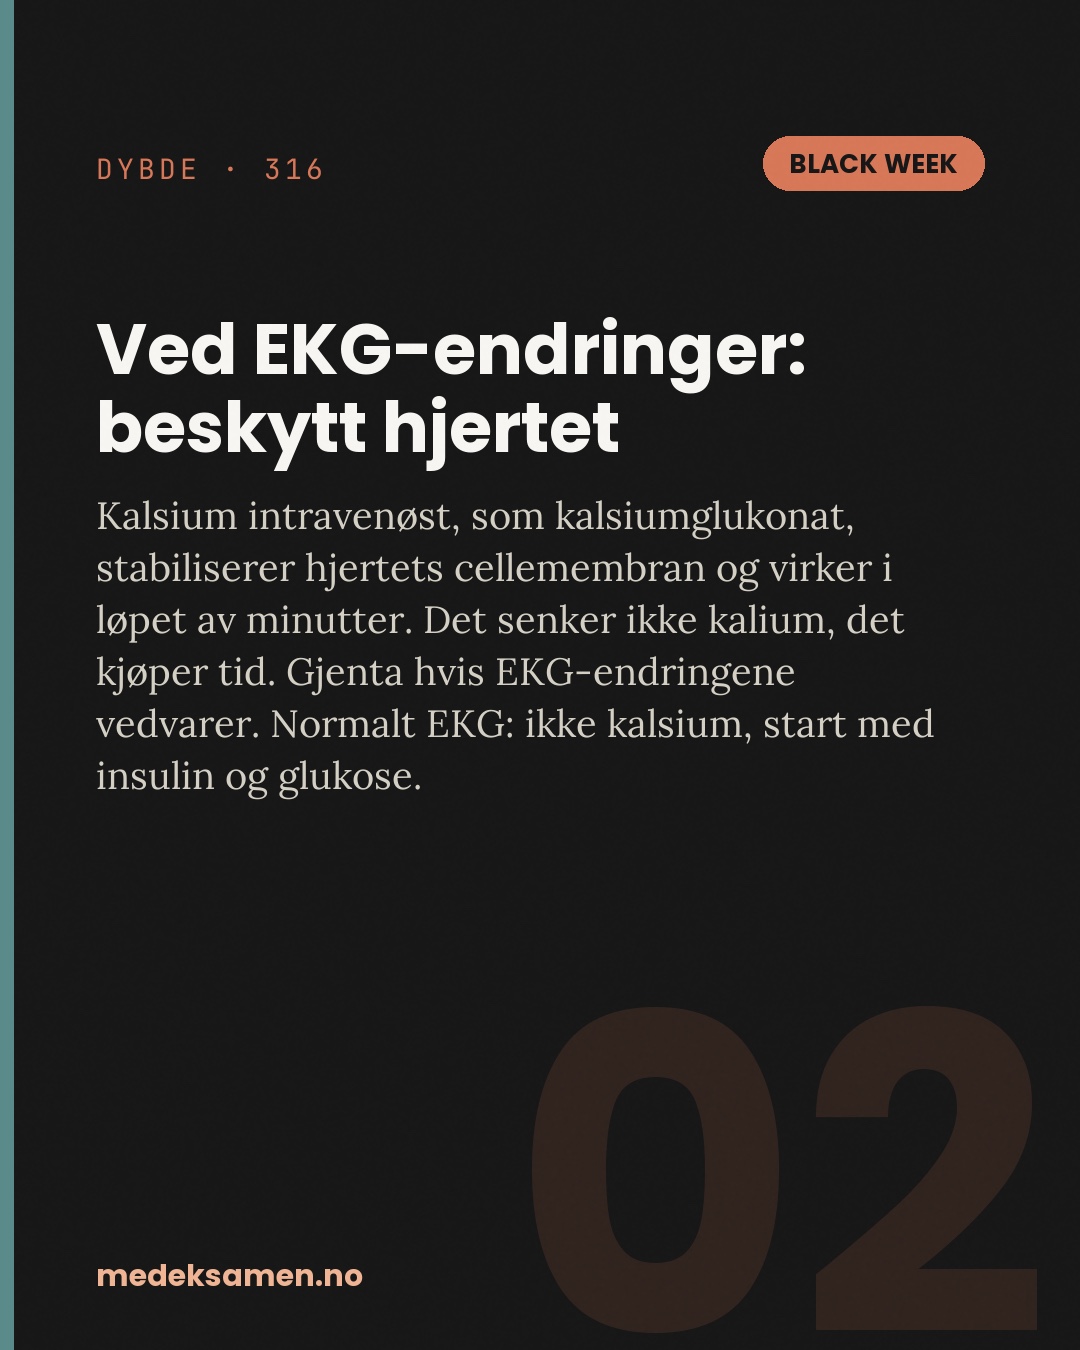 DYBDE · 316
BLACK WEEK
Ved EKG-endringer:
beskytt hjertet
Kalsium intravenøst, som kalsiumglukonat,
stabiliserer hjertets cellemembran og virker i
løpet av minutter. Det senker ikke kalium, det
kjøper tid. Gjenta hvis EKG-endringene
vedvarer. Normalt EKG: ikke kalsium, start med
insulin og glukose.
02
medeksamen.no